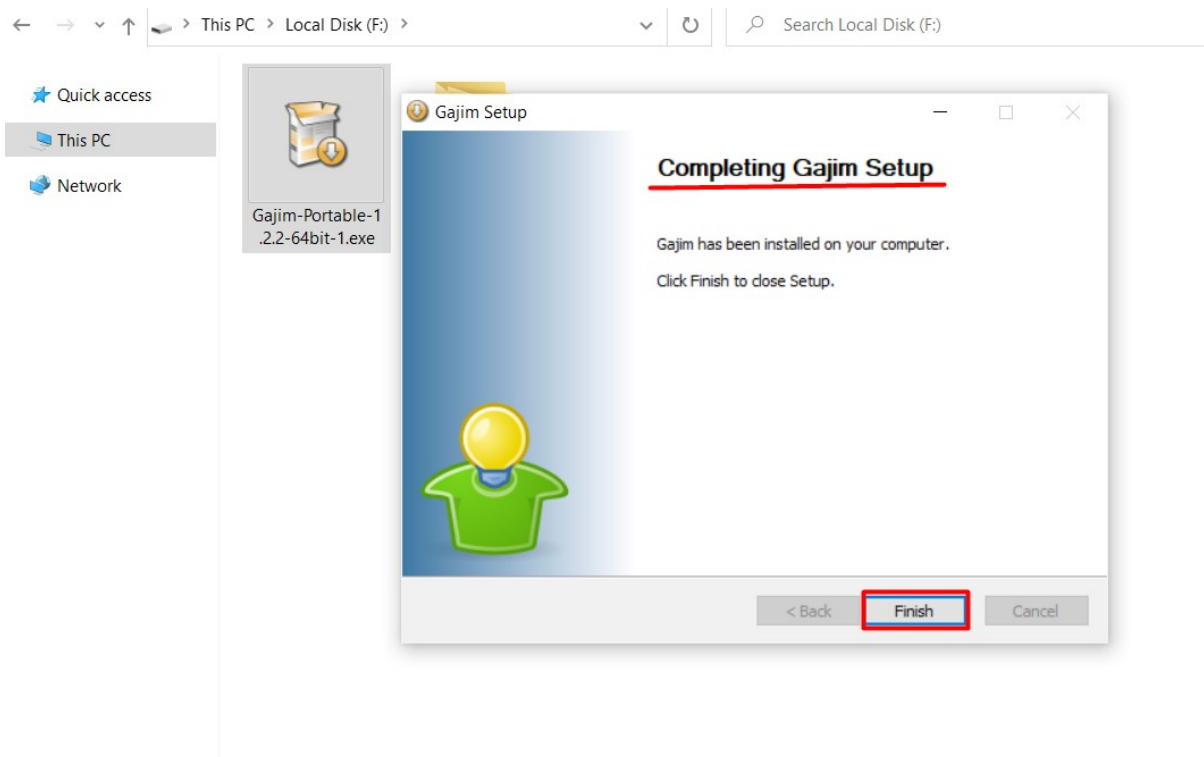 This PC > Local Disk (F:) >
Search Local Disk (F:)
Quick access
This PC
Network
Gajim-Portable-1
.2.2-64bit-1.exe
Gajim Setup
Completing Gajim Setup
Gajim has been installed on your computer.
Click Finish to close Setup.
< Back
Finish
Cancel